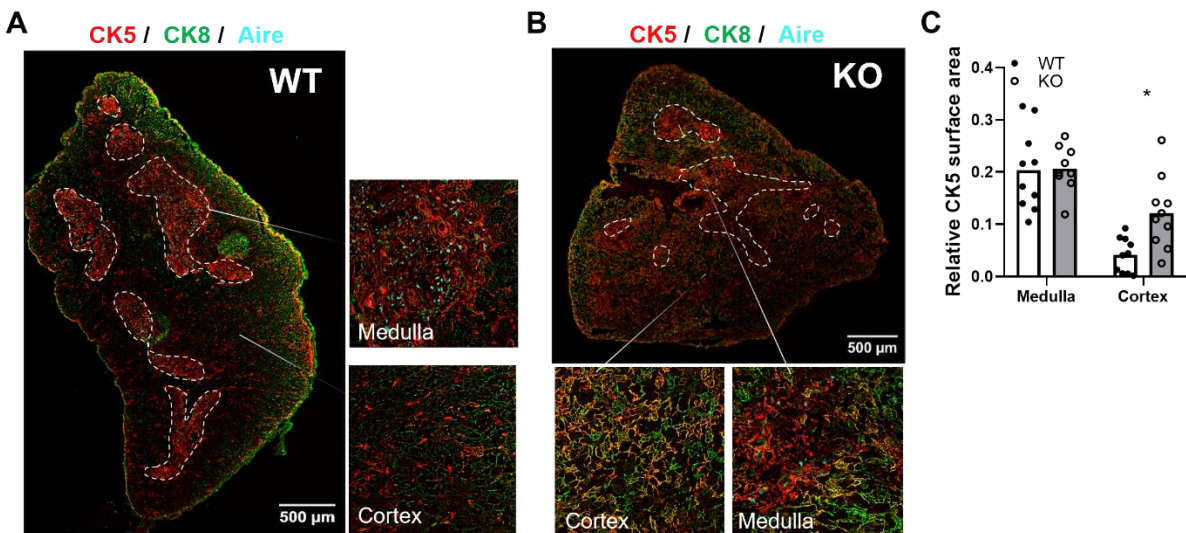 A
CK5 / CK8 / Aire
WT
500 µm
Medulla
Cortex
B
CK5 / CK8 / Aire
KO
500 µm
Cortex
Medulla
C
WT
KO
*
Relative CK5 surface area
0.4
0.3
0.2
0.1
0.0
Medulla
Cortex